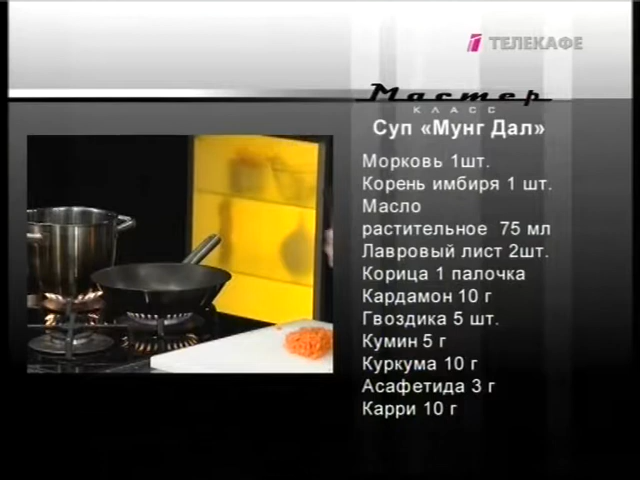 ТЕЛЕКАФЕ
Мастер
КЛАСС
Суп «Мунг Дал»
Морковь 1шт.
Корень имбиря 1 шт.
Масло
растительное 75 мл
Лавровый лист 2шт.
Корица 1 палочка
Кардамон 10 г
Гвоздика 5 шт.
Кумин 5 г
Куркума 10 г
Асафетида 3 г
Карри 10 г